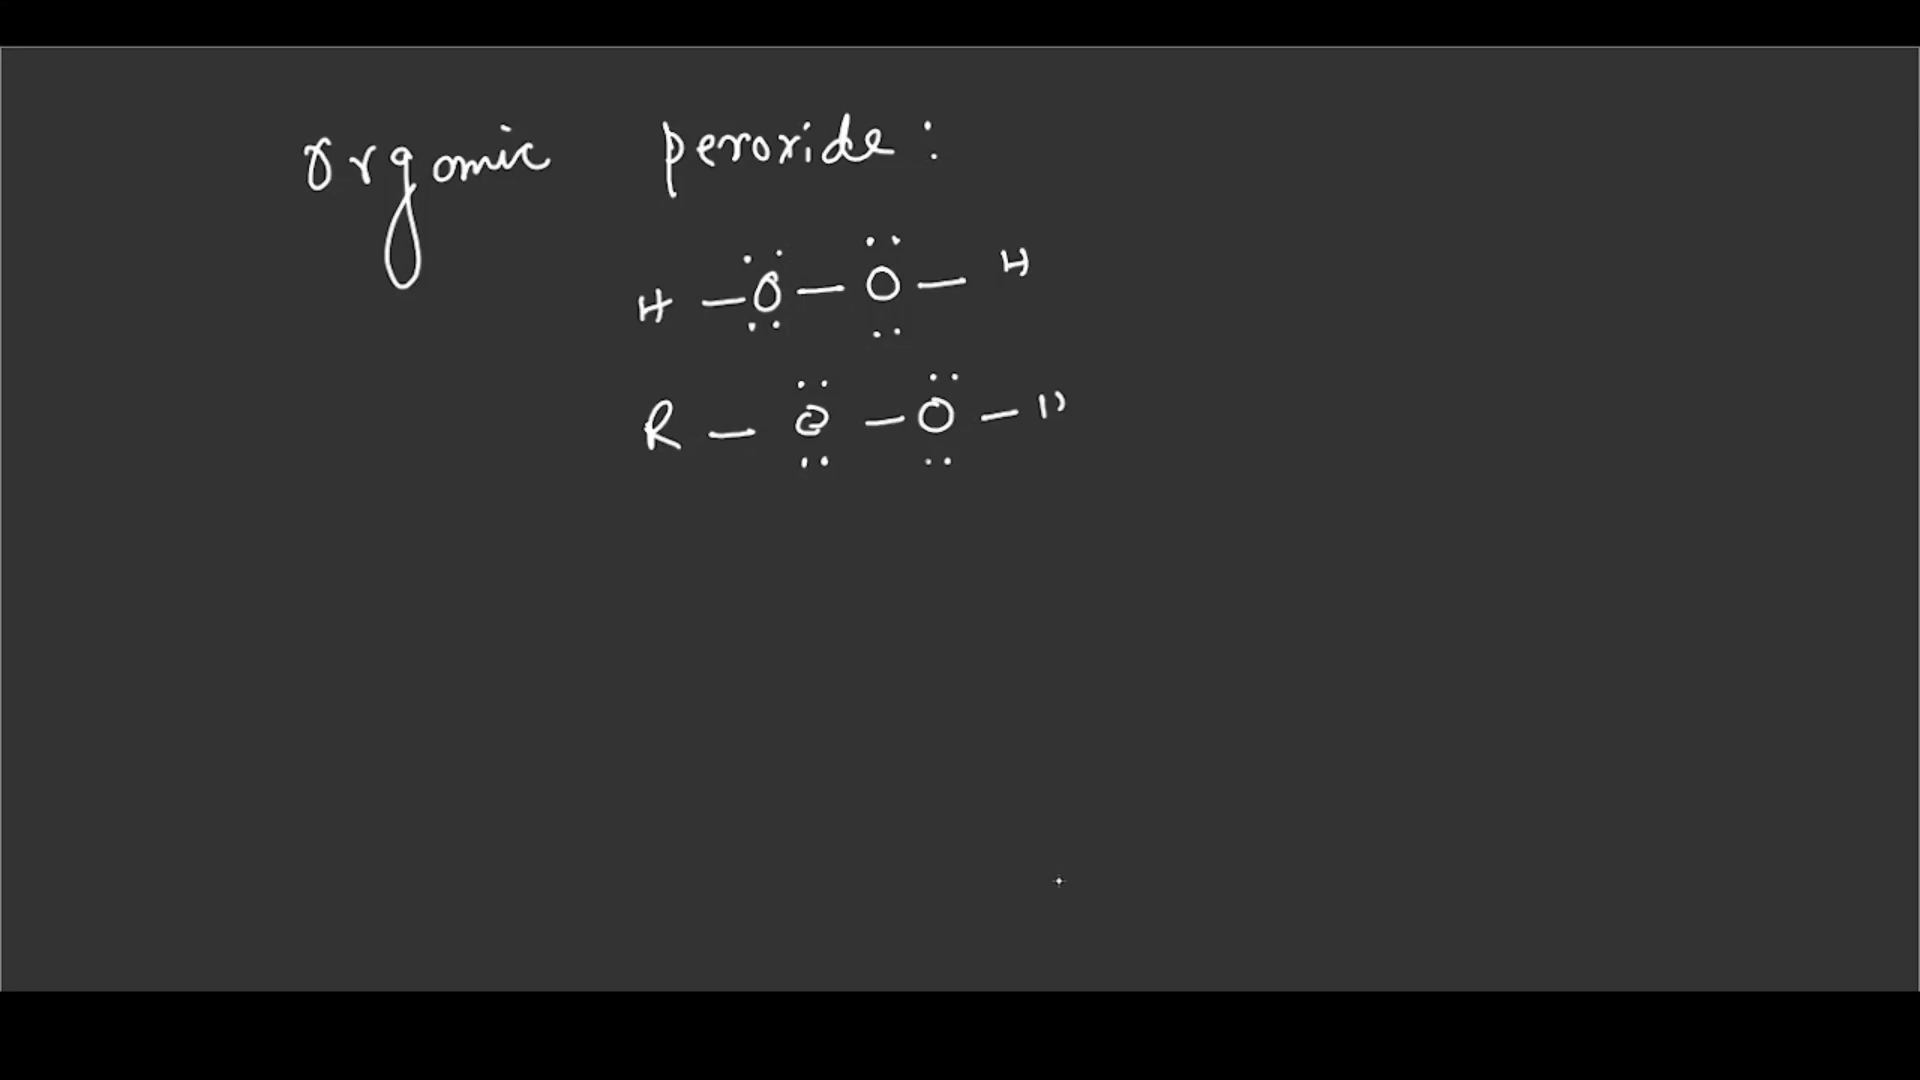 organic peroxide:
H - O - O - H
R - O - O -